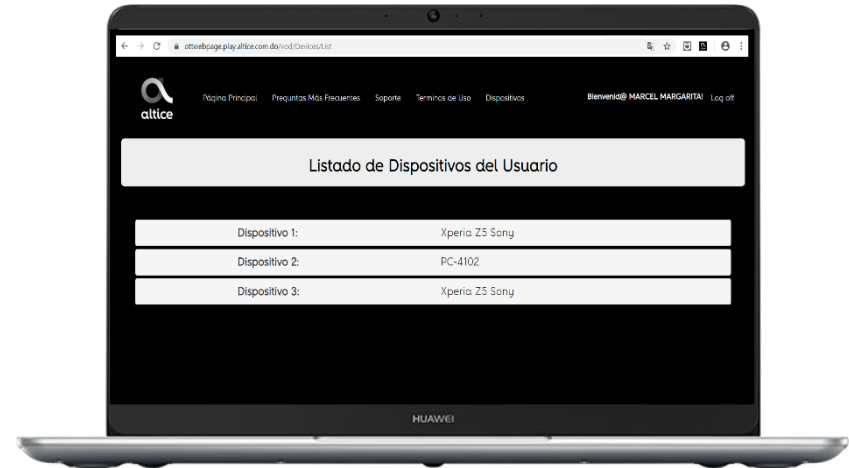 otteebpage.play.altice.com.do/vod/Devices/List
altice
Página Principal Preguntas Más Frecuentes Soporte Terminos de Uso Dispositivos Bienvenid@ MARCEL MARGARITA! Log off
Listado de Dispositivos del Usuario
Dispositivo 1: Xperia Z5 Sony
Dispositivo 2: PC-4102
Dispositivo 3: Xperia Z5 Sony
HUAWEI